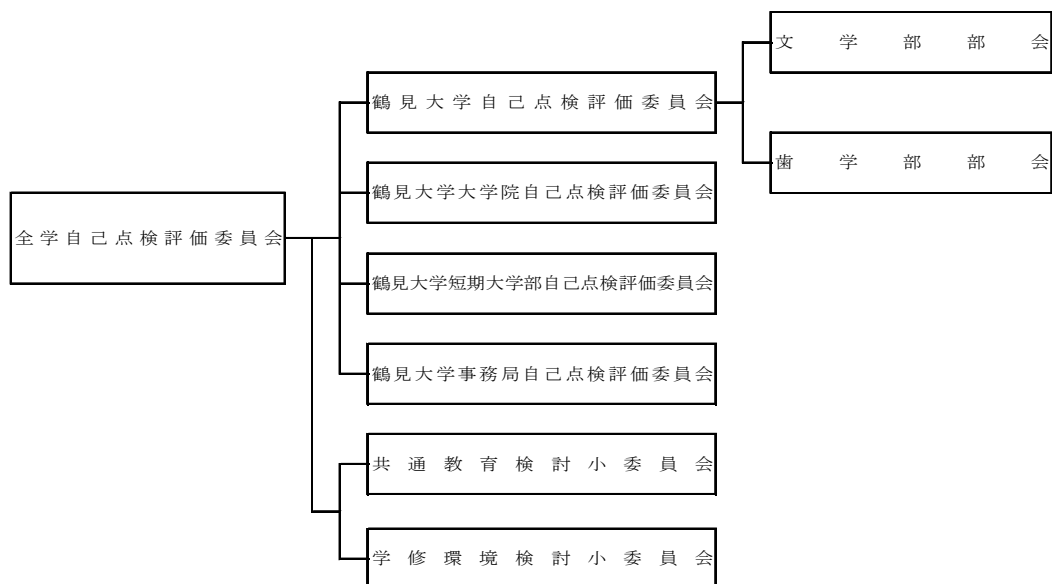 文学部部会
鶴見大学自己点検評価委員会
歯学部部会
鶴見大学大学院自己点検評価委員会
全学自己点検評価委員会
鶴見大学短期大学部自己点検評価委員会
鶴見大学事務局自己点検評価委員会
共通教育検討小委員会
学修環境検討小委員会